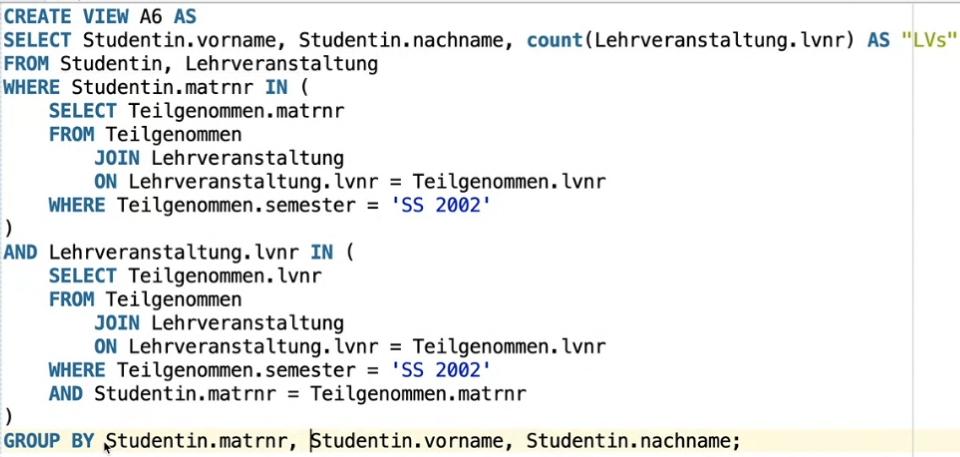 CREATE VIEW A6 AS
SELECT Studentin.vorname, Studentin.nachname, count(Lehrveranstaltung.lvnr) AS "LVs"
FROM Studentin, Lehrveranstaltung
WHERE Studentin.matrnr IN (
SELECT Teilgenommen.matrnr
FROM Teilgenommen
JOIN Lehrveranstaltung
ON Lehrveranstaltung.lvnr = Teilgenommen.lvnr
WHERE Teilgenommen.semester = 'SS 2002'
)
AND Lehrveranstaltung.lvnr IN (
SELECT Teilgenommen.lvnr
FROM Teilgenommen
JOIN Lehrveranstaltung
ON Lehrveranstaltung.lvnr = Teilgenommen.lvnr
WHERE Teilgenommen.semester = 'SS 2002'
AND Studentin.matrnr = Teilgenommen.matrnr
)
GROUP BY Studentin.matrnr, Studentin.vorname, Studentin.nachname;